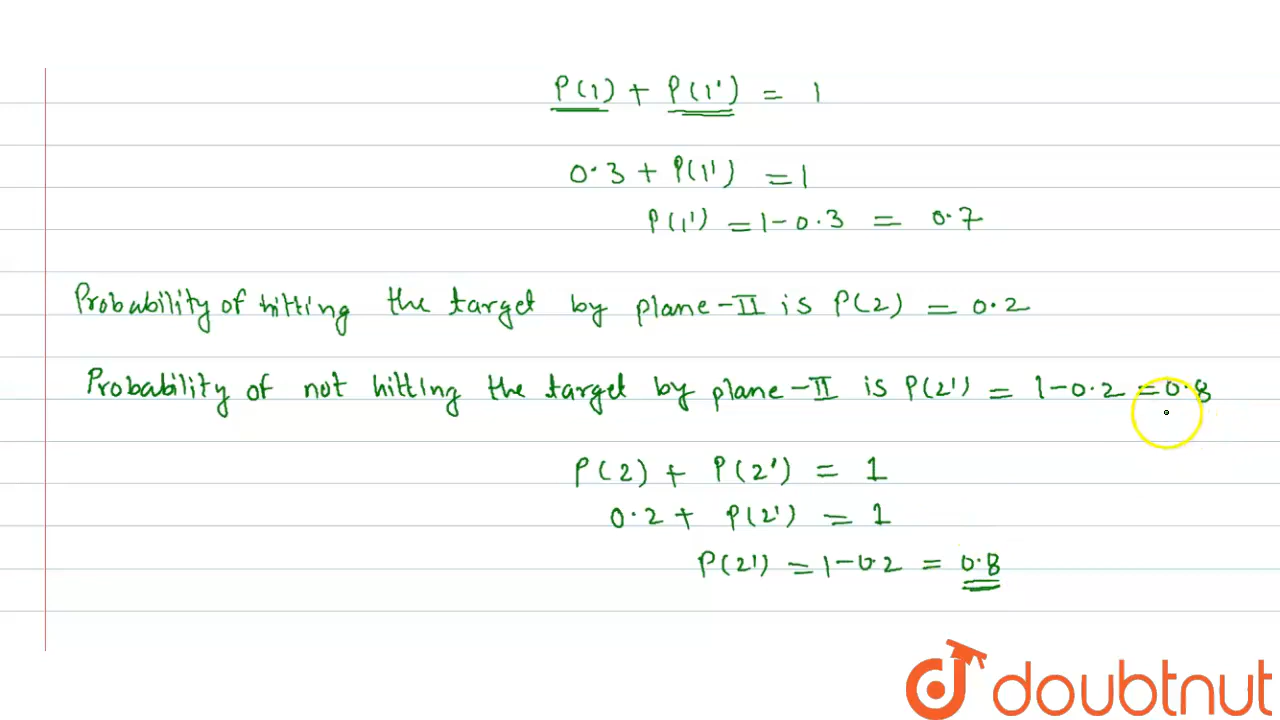 P(1) + P(1') = 1
0.3 + P(1') = 1
P(1') = 1-0.3 = 0.7
Probability of hitting the target by plane-II is P(2) = 0.2
Probability of not hitting the target by plane-II is P(2') = 1-0.2 = 0.8
P(2) + P(2') = 1
0.2 + P(2') = 1
P(2') = 1-0.2 = 0.8
doubtnut